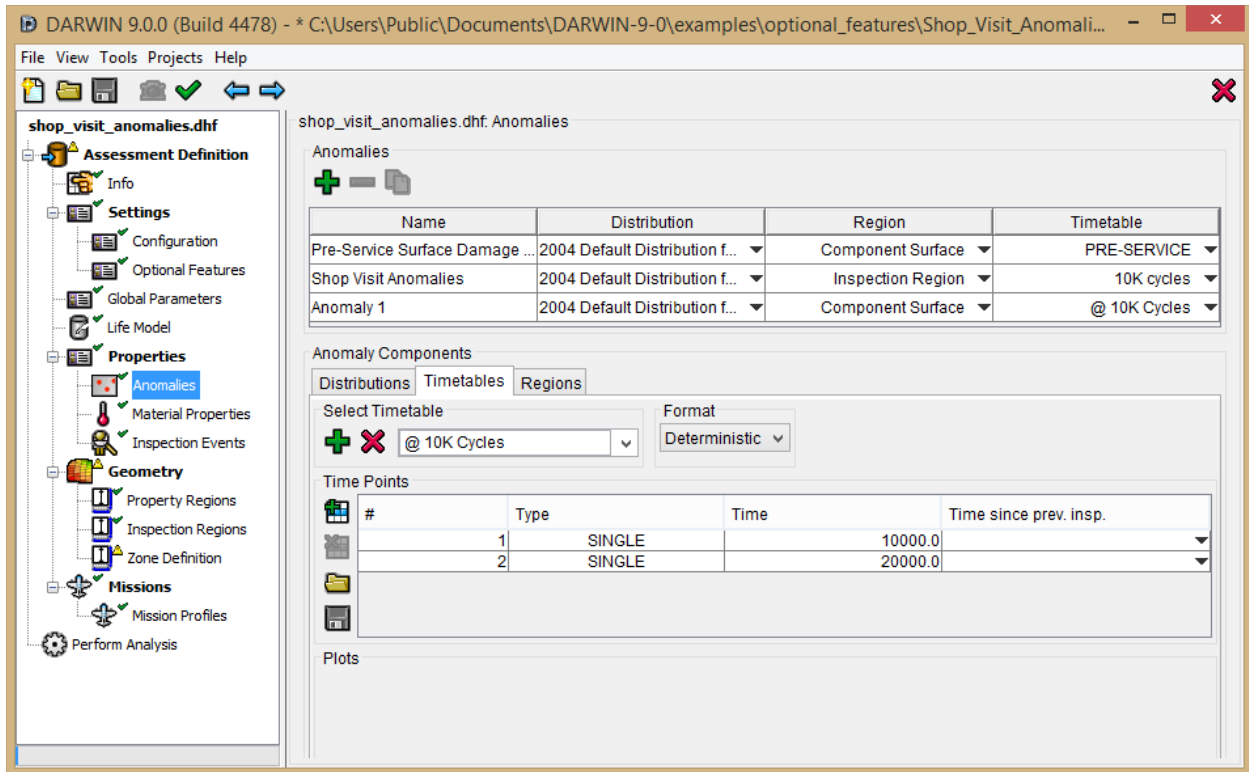 DARWIN 9.0.0 (Build 4478) - * C:\Users\Public\Documents\DARWIN-9-0\examples\optional_features\Shop_Visit_Anomali...
File View Tools Projects Help
shop_visit_anomalies.dhf
Assessment Definition
Info
Settings
Configuration
Optional Features
Global Parameters
Life Model
Properties
Anomalies
Material Properties
Inspection Events
Geometry
Property Regions
Inspection Regions
Zone Definition
Missions
Mission Profiles
Perform Analysis
shop_visit_anomalies.dhf: Anomalies
Anomalies
Name Distribution Region Timetable
Pre-Service Surface Damage ... 2004 Default Distribution f... Component Surface PRE-SERVICE
Shop Visit Anomalies 2004 Default Distribution f... Inspection Region 10K cycles
Anomaly 1 2004 Default Distribution f... Component Surface @ 10K Cycles
Anomaly Components
Distributions Timetables Regions
Select Timetable Format
@ 10K Cycles Deterministic
Time Points
# Type Time Time since prev. insp.
1 SINGLE 10000.0
2 SINGLE 20000.0
Plots